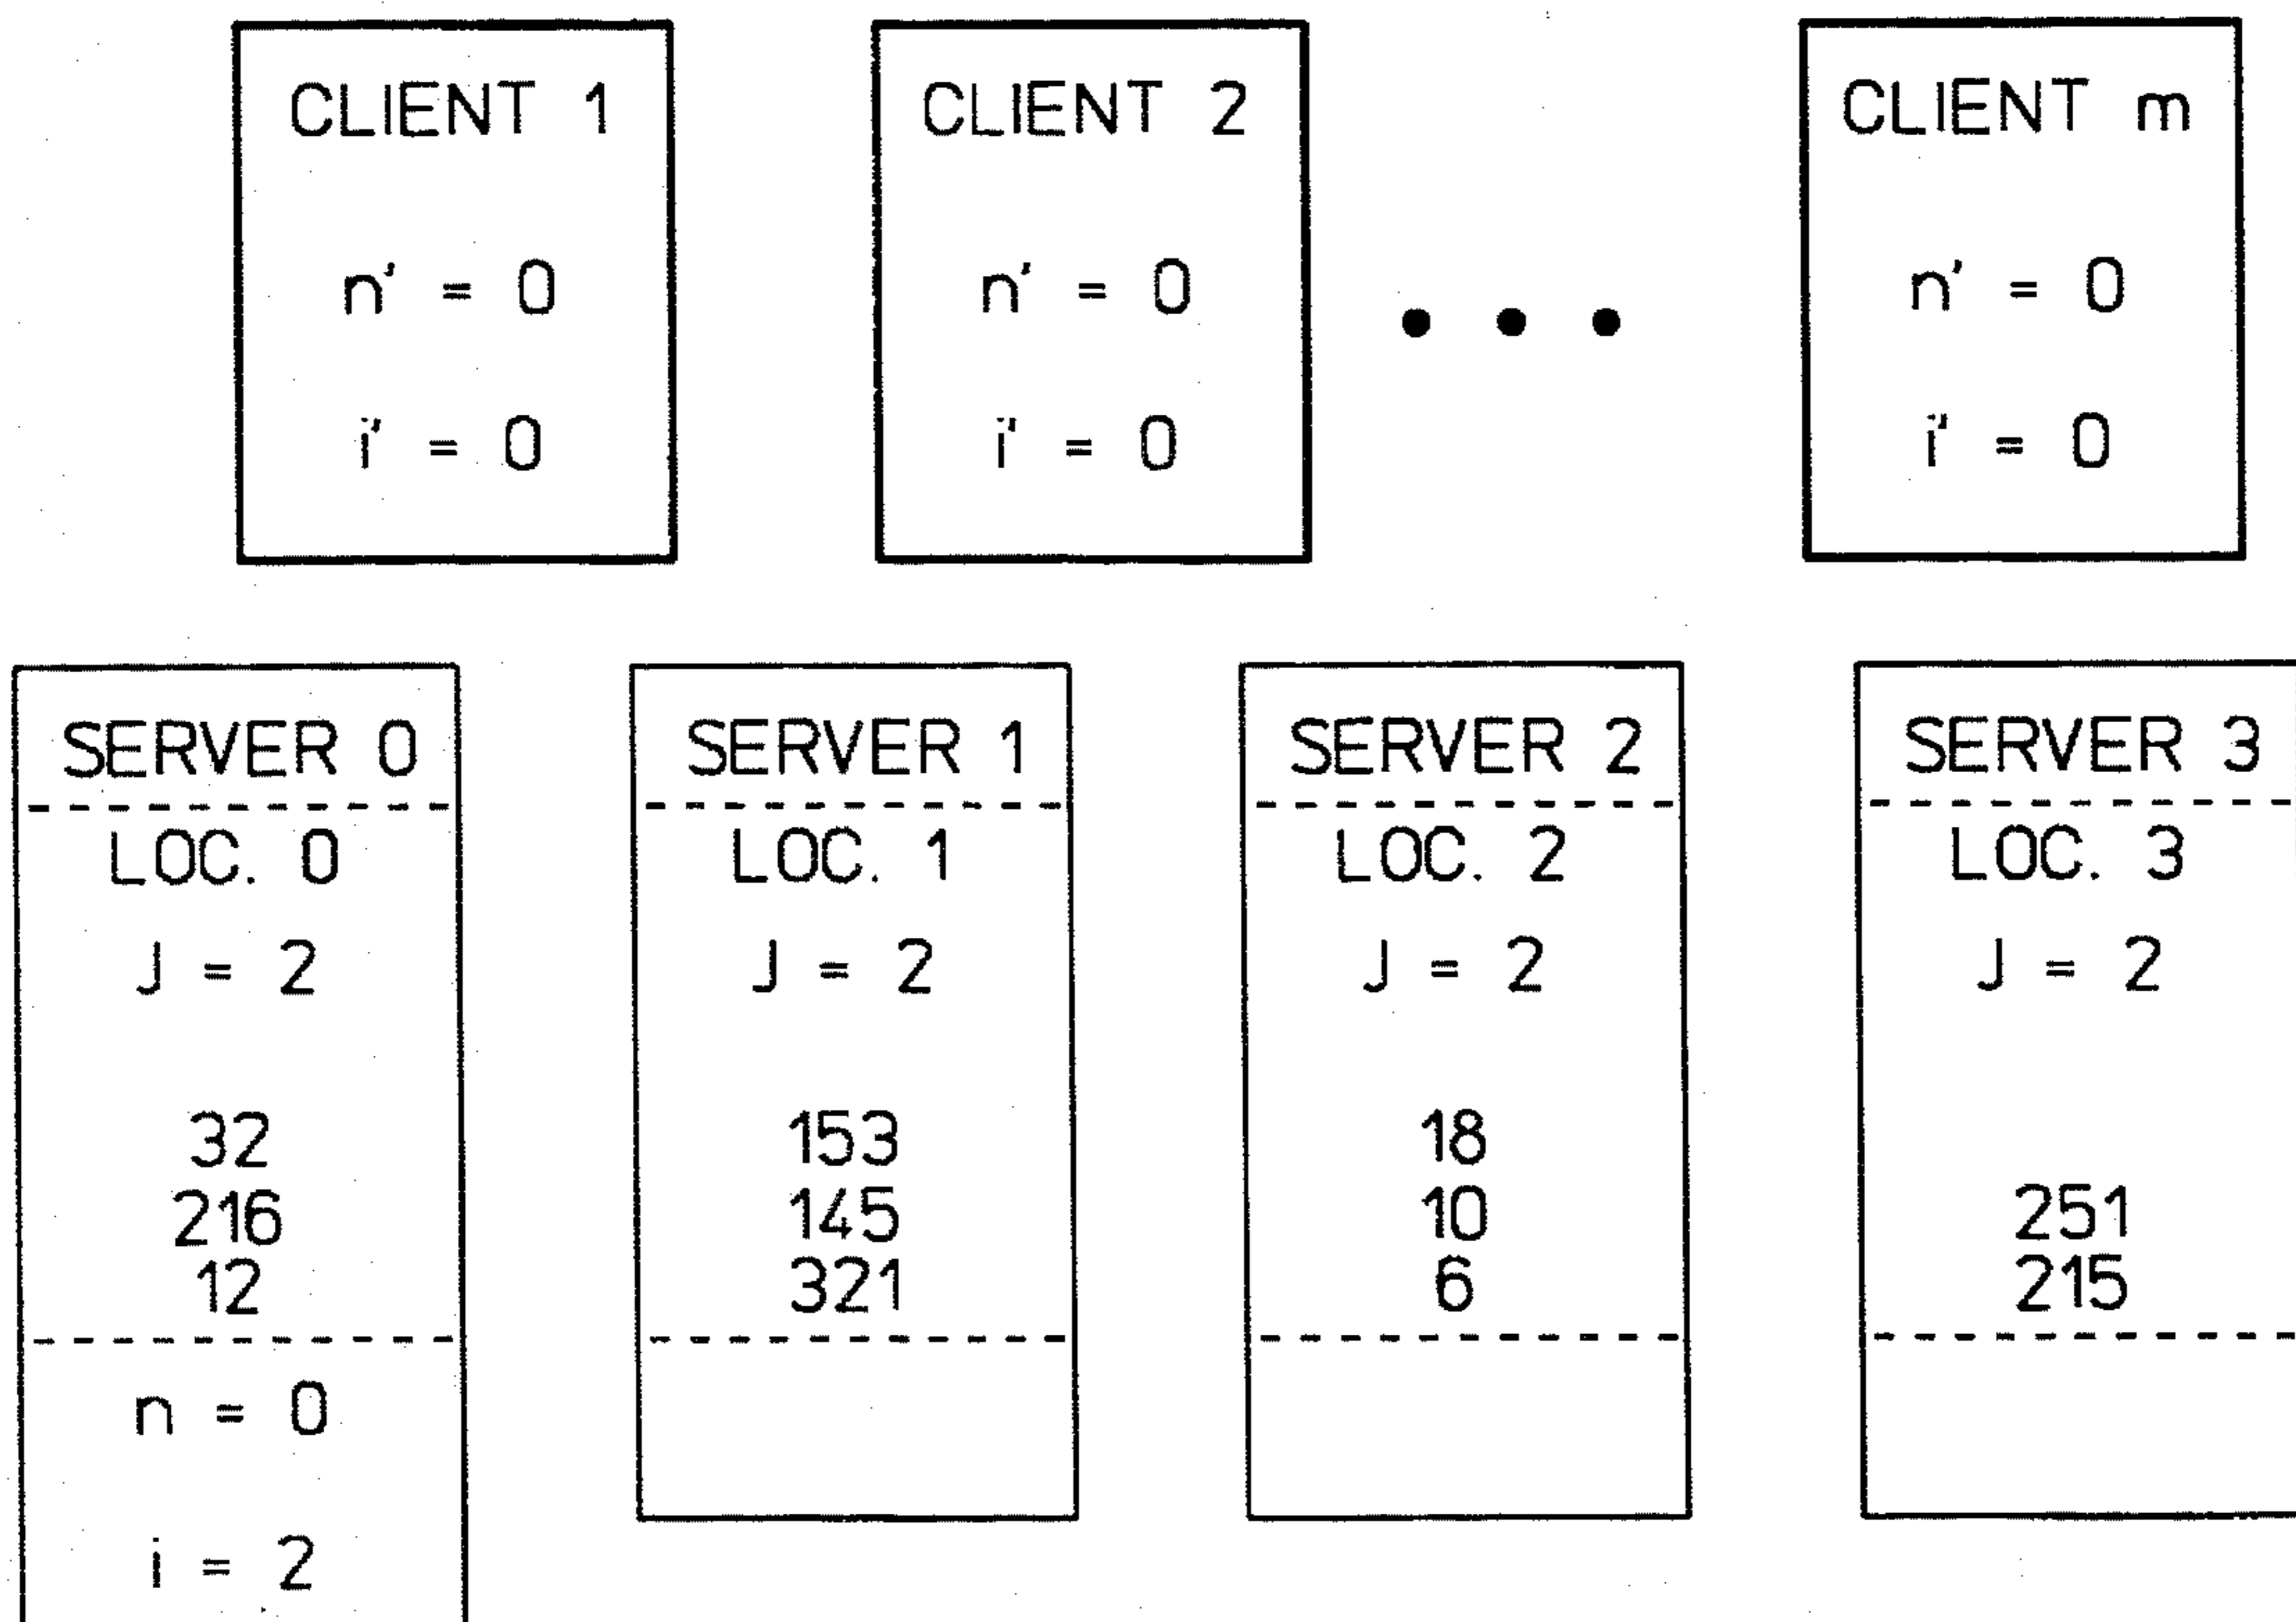 CLIENT 1
n' = 0
i' = 0
CLIENT 2
n' = 0
i' = 0
CLIENT m
n' = 0
i' = 0
SERVER 0
LOC. 0
J = 2
32
216
12
n = 0
i = 2
SERVER 1
LOC. 1
J = 2
153
145
321
SERVER 2
LOC. 2
J = 2
18
10
6
SERVER 3
LOC. 3
J = 2
251
215